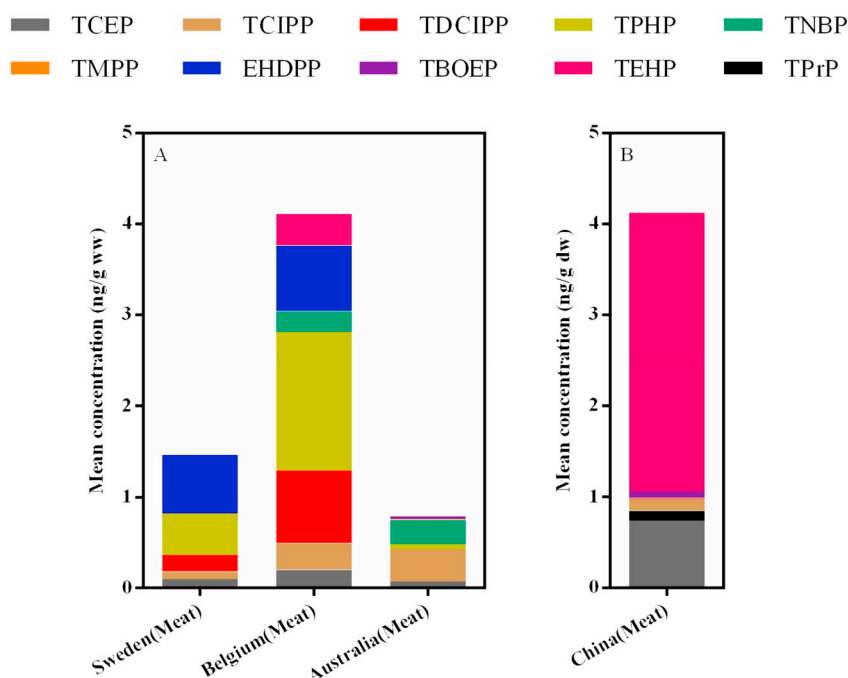 TCEP TCIPP TDCIPP TPHP TNBP
TMPP EHDPP TBOEP TEHP TPrP
A
B
5
4
3
2
1
0
Mean concentration (ng/g ww)
Sweden(Meat)
Belgium(Meat)
Australia(Meat)
5
4
3
2
1
0
Mean concentration (ng/g dw)
China(Meat)